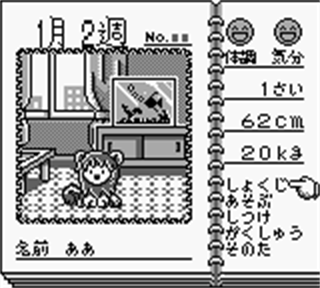 1月 2週
No.■■
名前 ああ
体調 気分
1さい
62cm
20kg
しょくじ
あそぶ
しつけ
がくしゅう
そのた